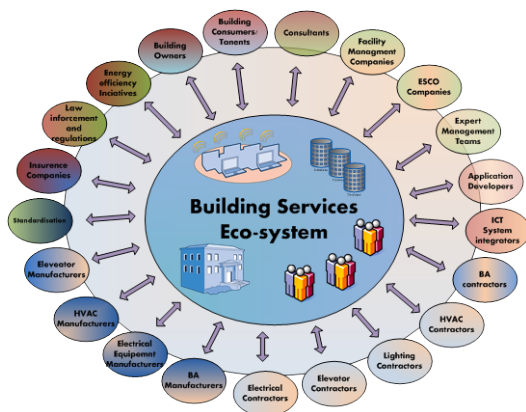 Building
Consumers/
Tanents
Consultants
Facility
Managment
Companies
ESCO
Companies
Expert
Management
Teams
Application
Developers
ICT
System
integrators
BA
contractors
HVAC
Contractors
Lighting
Contractors
Elevator
Contractors
Electrical
Contractors
BA
Manufacturers
Electrical
Equipemnt
Manufacturers
HVAC
Manufacturers
Eleveator
Manufacturers
Standardisation
Insurence
Companies
Law
inforcement and
regulations
Energy
efficiency
Inciatives
Building
Owners
Building Services
Eco-system